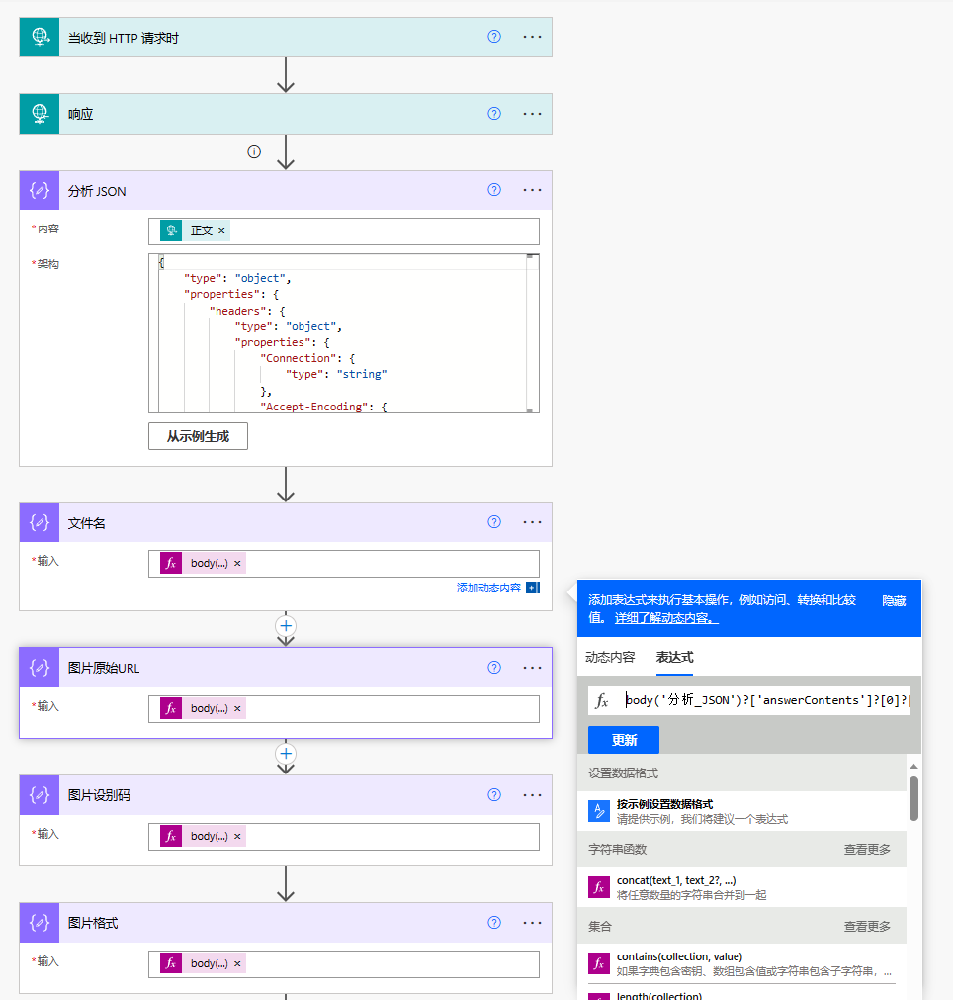 当收到 HTTP 请求时
响应
分析 JSON
*内容
正文 ×
*架构
{
"type": "object",
"properties": {
"headers": {
"type": "object",
"properties": {
"Connection": {
"type": "string"
},
"Accept-Encoding": {
从示例生成
文件名
*输入
fx body(...) ×
添加动态内容
图片原始URL
*输入
fx body(...) ×
图片设别码
*输入
fx body(...) ×
图片格式
*输入
fx body(...) ×
添加表达式来执行基本操作，例如访问、转换和比较
值。 详细了解动态内容。
隐藏
动态内容 表达式
fx body('分析_JSON')?['answerContents']?[0]?[
更新
设置数据格式
按示例设置数据格式
请提供示例，我们将建议一个表达式
字符串函数 查看更多
fx concat(text_1, text_2?, ...)
将任意数量的字符串合并到一起
集合 查看更多
fx contains(collection, value)
如果字典包含密钥、数组包含值或字符串包含子字符串，...
length(collection)